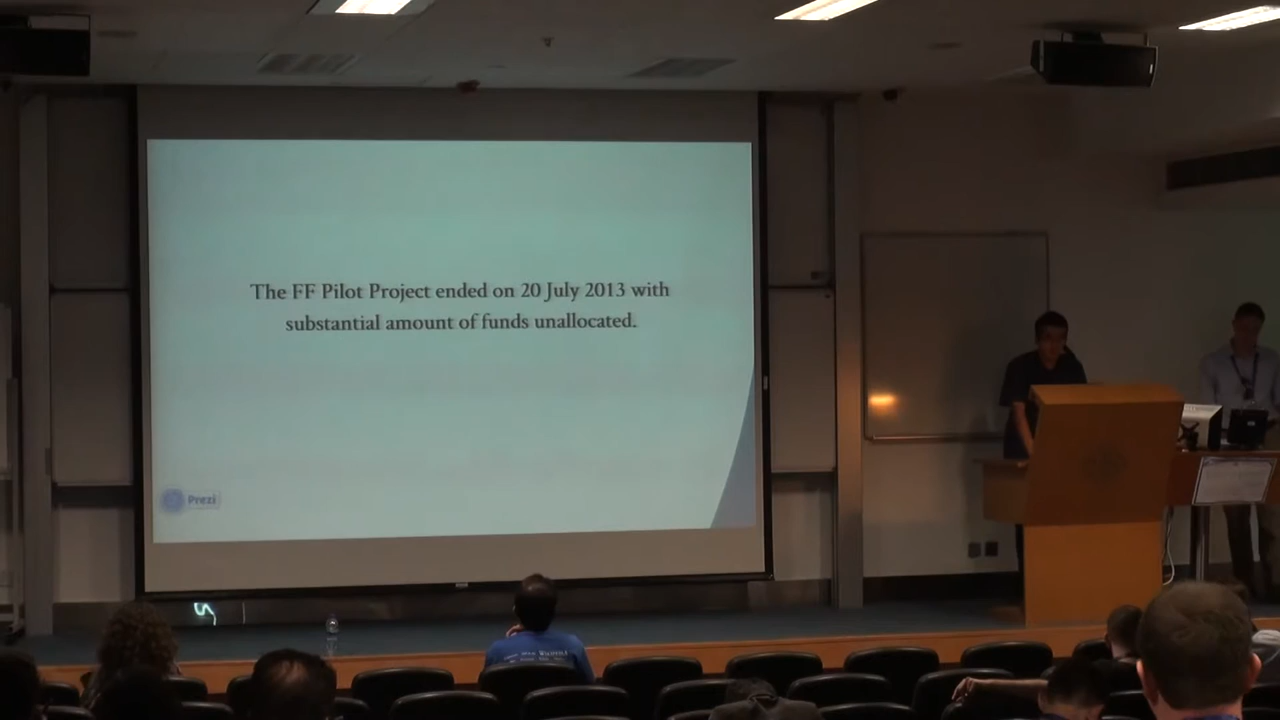 The FF Pilot Project ended on 20 July 2013 with
substantial amount of funds unallocated.
Prezi